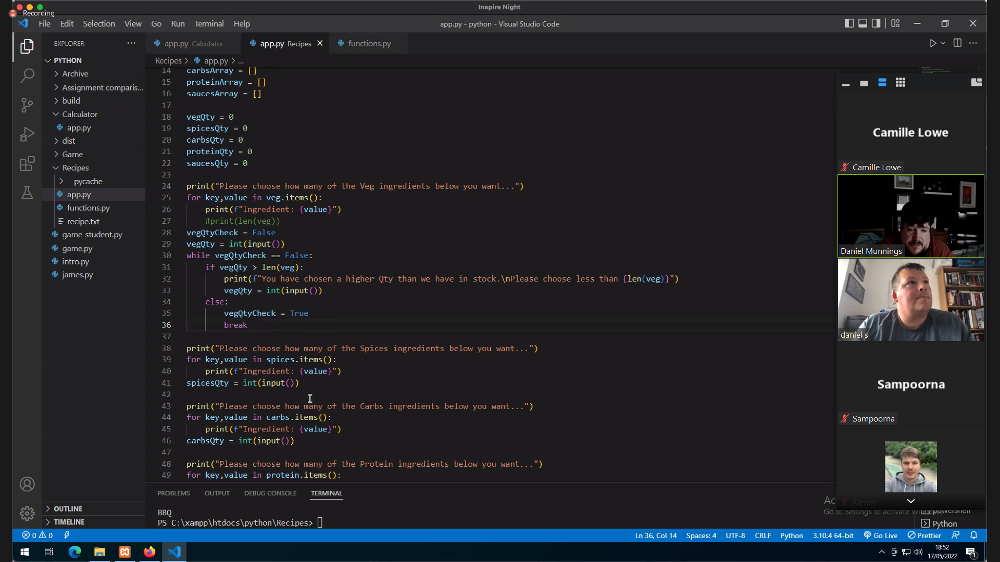 Inspire Night
Recording
File Edit Selection View Go Run Terminal Help
app.py - python - Visual Studio Code
EXPLORER
PYTHON
Archive
Assignment comparis...
build
Calculator
app.py
dist
Game
Recipes
__pycache__
app.py
functions.py
recipe.txt
game_student.py
game.py
intro.py
james.py
OUTLINE
TIMELINE
app.py Calculator
app.py Recipes
functions.py
Recipes > app.py > ...
14 carbsArray = []
15 proteinArray = []
16 saucesArray = []
17
18 vegQty = 0
19 spicesQty = 0
20 carbsQty = 0
21 proteinQty = 0
22 saucesQty = 0
23
24 print("Please choose how many of the Veg ingredients below you want...")
25 for key,value in veg.items():
26 print(f"Ingredient: {value}")
27 #print(len(veg))
28 vegQtyCheck = False
29 vegQty = int(input())
30 while vegQtyCheck == False:
31 if vegQty > len(veg):
32 print(f"You have chosen a higher Qty than we have in stock.\nPlease choose less than {len(veg)}")
33 vegQty = int(input())
34 else:
35 vegQtyCheck = True
36 break
37
38 print("Please choose how many of the Spices ingredients below you want...")
39 for key,value in spices.items():
40 print(f"Ingredient: {value}")
41 spicesQty = int(input())
42
43 print("Please choose how many of the Carbs ingredients below you want...")
44 for key,value in carbs.items():
45 print(f"Ingredient: {value}")
46 carbsQty = int(input())
47
48 print("Please choose how many of the Protein ingredients below you want...")
49 for key,value in protein.items():
PROBLEMS OUTPUT DEBUG CONSOLE TERMINAL
BBQ
PS C:\xampp\htdocs\python\Recipes>
Camille Lowe
Camille Lowe
Daniel Munnings
daniel s
Sampoorna
Sampoorna
Kieran
Go to Settings to activate
powershell
Python
0 0
Ln 36, Col 14 Spaces: 4 UTF-8 CRLF Python 3.10.4 64-bit Go Live Prettier
18:52
17/05/2022
1